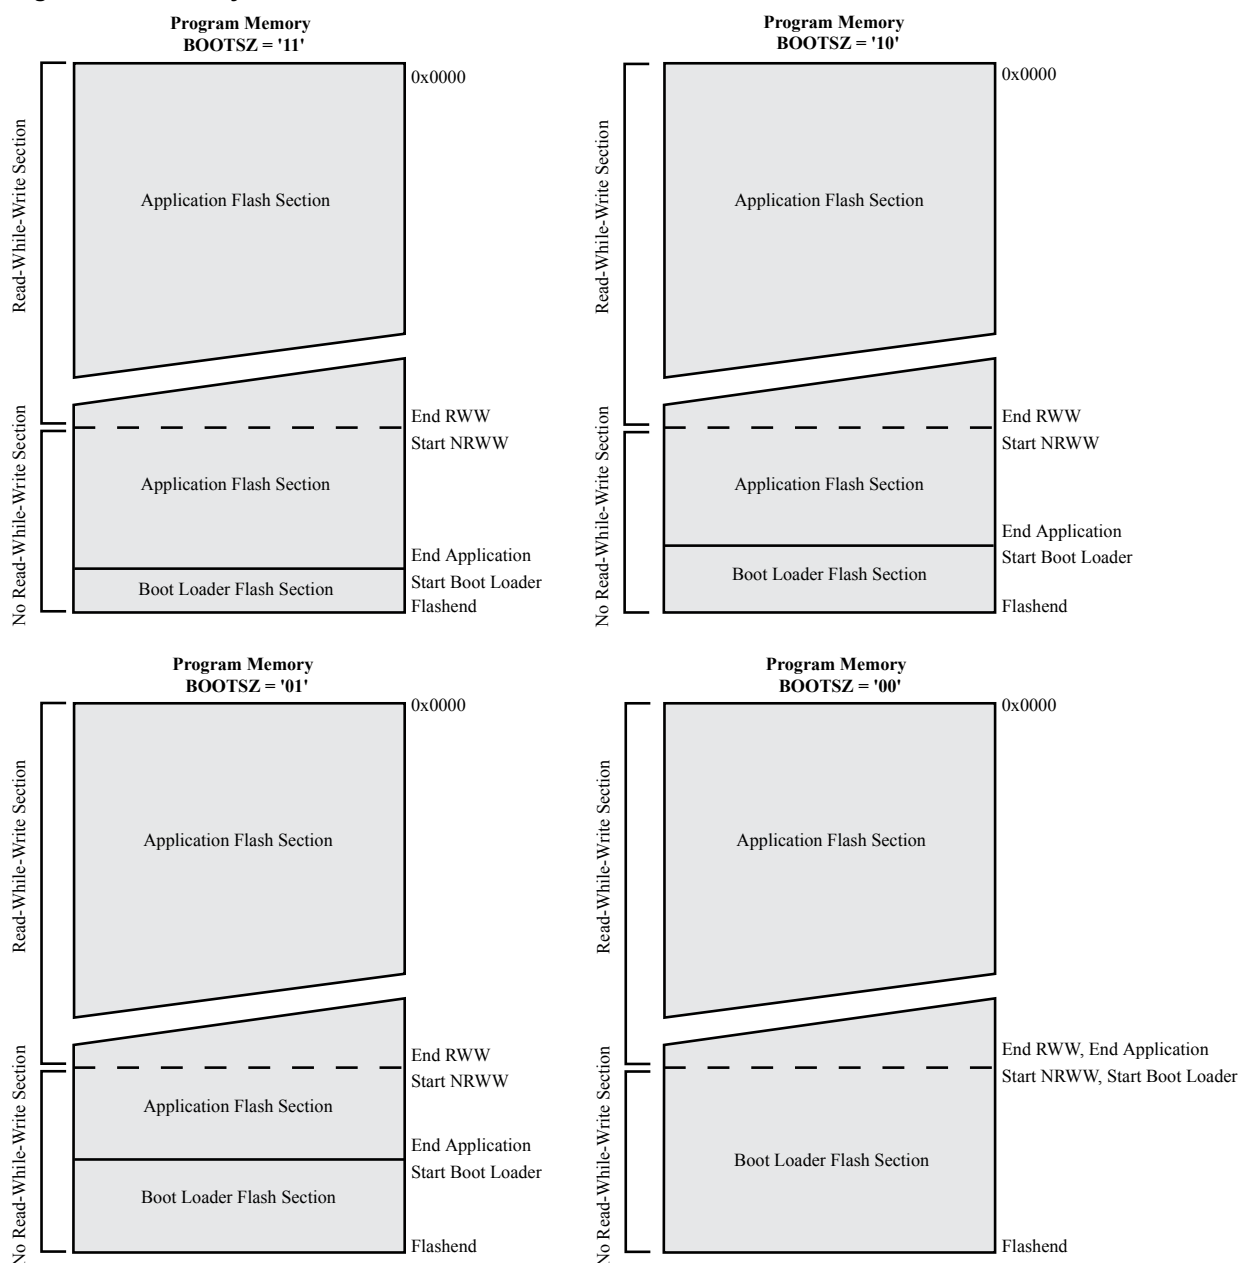 Program Memory
BOOTSZ = '11'
0x0000
Read-While-Write Section
Application Flash Section
End RWW
Start NRWW
No Read-While-Write Section
Application Flash Section
End Application
Start Boot Loader
Boot Loader Flash Section
Flashend
Program Memory
BOOTSZ = '10'
0x0000
Read-While-Write Section
Application Flash Section
End RWW
Start NRWW
No Read-While-Write Section
Application Flash Section
End Application
Start Boot Loader
Boot Loader Flash Section
Flashend
Program Memory
BOOTSZ = '01'
0x0000
Read-While-Write Section
Application Flash Section
End RWW
Start NRWW
No Read-While-Write Section
Application Flash Section
End Application
Start Boot Loader
Boot Loader Flash Section
Flashend
Program Memory
BOOTSZ = '00'
0x0000
Read-While-Write Section
Application Flash Section
End RWW, End Application
Start NRWW, Start Boot Loader
No Read-While-Write Section
Boot Loader Flash Section
Flashend